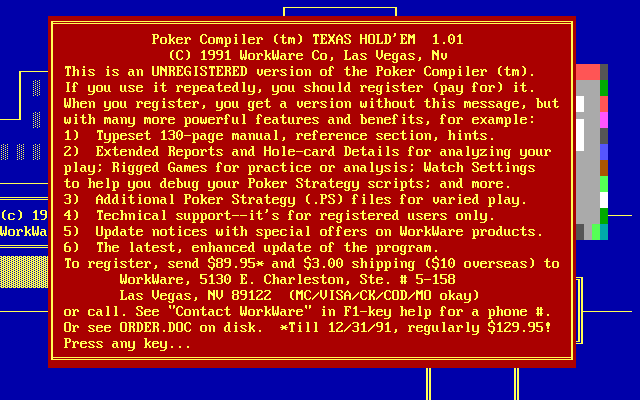 Poker Compiler (tm) TEXAS HOLD'EM  1.01
(C) 1991 WorkWare Co, Las Vegas, Nv
This is an UNREGISTERED version of the Poker Compiler (tm).
If you use it repeatedly, you should register (pay for) it.
When you register, you get a version without this message, but
with many more powerful features and benefits, for example:
1)  Typeset 130-page manual, reference section, hints.
2)  Extended Reports and Hole-card Details for analyzing your
play; Rigged Games for practice or analysis; Watch Settings
to help you debug your Poker Strategy scripts; and more.
3)  Additional Poker Strategy (.PS) files for varied play.
4)  Technical support--it's for registered users only.
5)  Update notices with special offers on WorkWare products.
6)  The latest, enhanced update of the program.
To register, send $89.95* and $3.00 shipping ($10 overseas) to
WorkWare, 5130 E. Charleston, Ste. # 5-158
Las Vegas, NV 89122  (MC/VISA/CK/COD/MO okay)
or call. See "Contact WorkWare" in F1-key help for a phone #.
Or see ORDER.DOC on disk.  *Till 12/31/91, regularly $129.95!
Press any key...
(c) 19
WorkWa